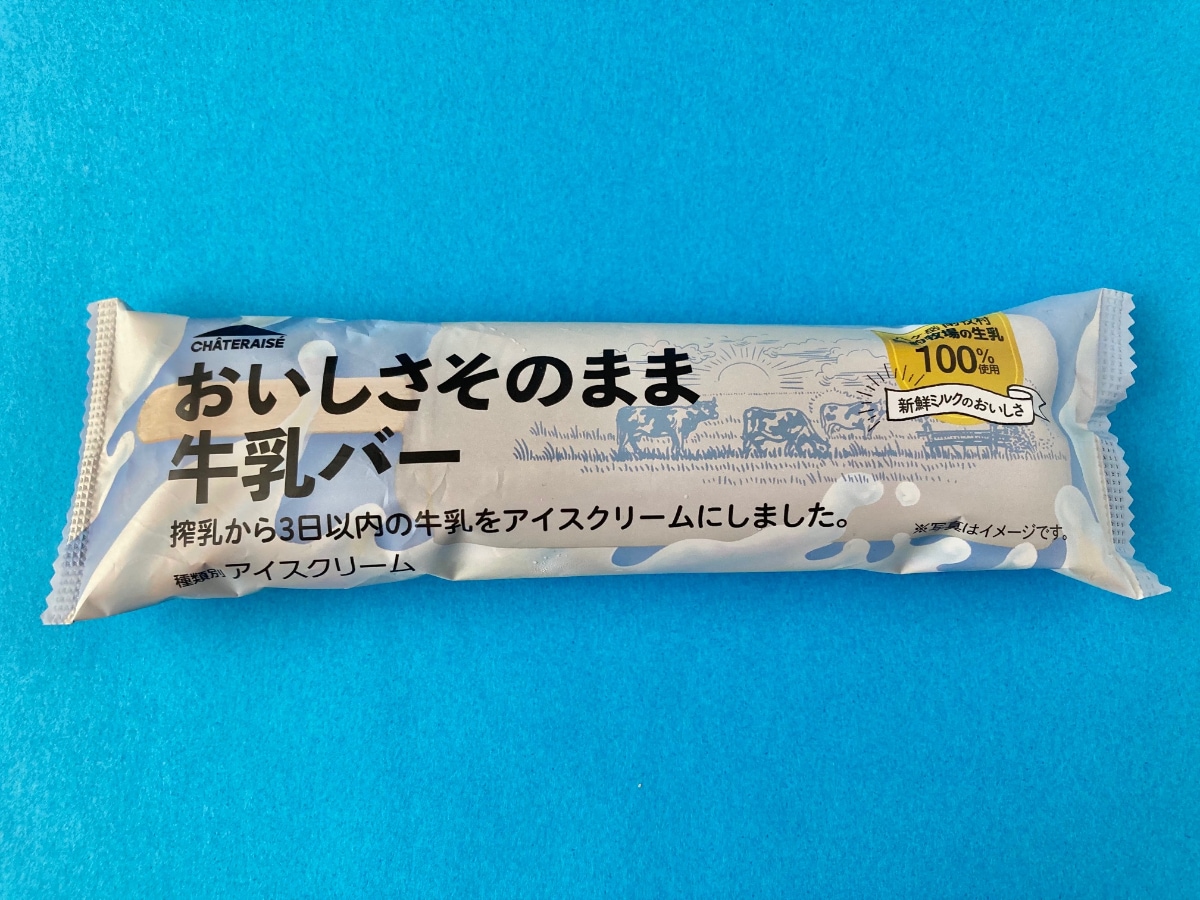 CHÂTERAISÉ
おいしさそのまま
牛乳バー
搾乳から3日以内の牛乳をアイスクリームにしました。
種類別 アイスクリーム
牧場の生乳
100%使用
新鮮ミルクのおいしさ
※写真はイメージです。